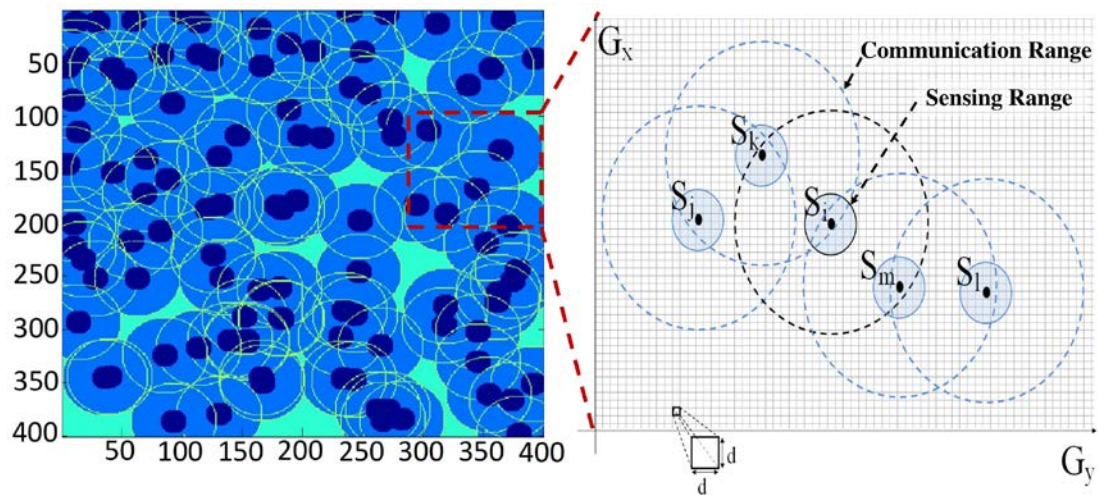 50
100
150
200
250
300
350
400
50 100 150 200 250 300 350 400
Gx
Communication Range
Sensing Range
Sk
Sj
Si
Sm
Sl
d
d
Gy